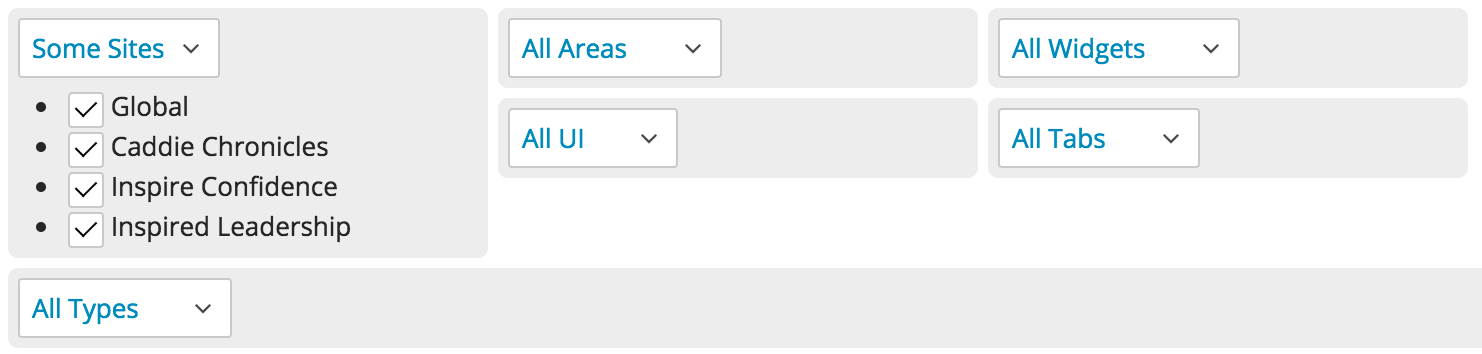 Some Sites
Global
Caddie Chronicles
Inspire Confidence
Inspired Leadership
All Areas
All Widgets
All UI
All Tabs
All Types